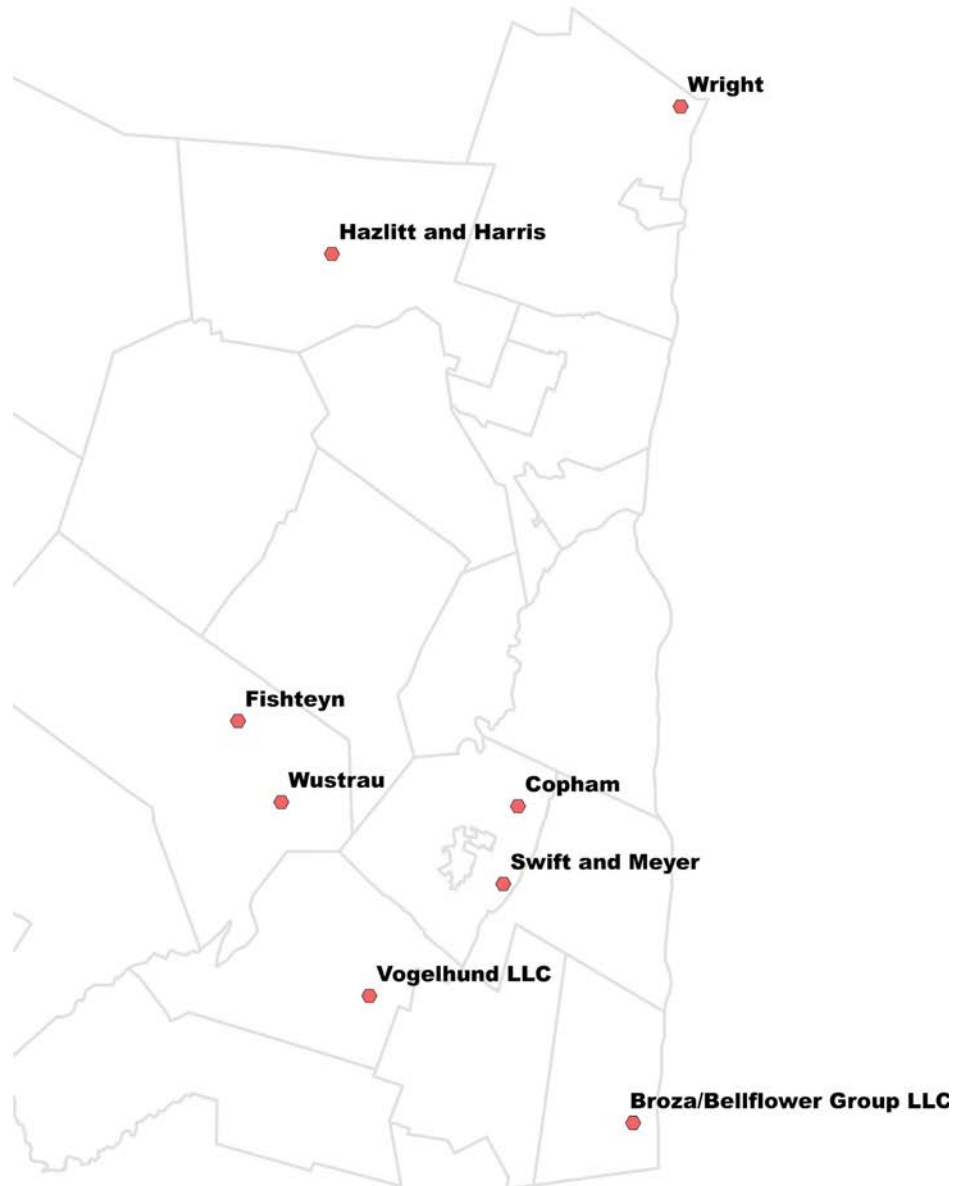 Wright
Hazlitt and Harris
Fishteyn
Wustrau
Copham
Swift and Meyer
Vogelhund LLC
Broza/Bellflower Group LLC